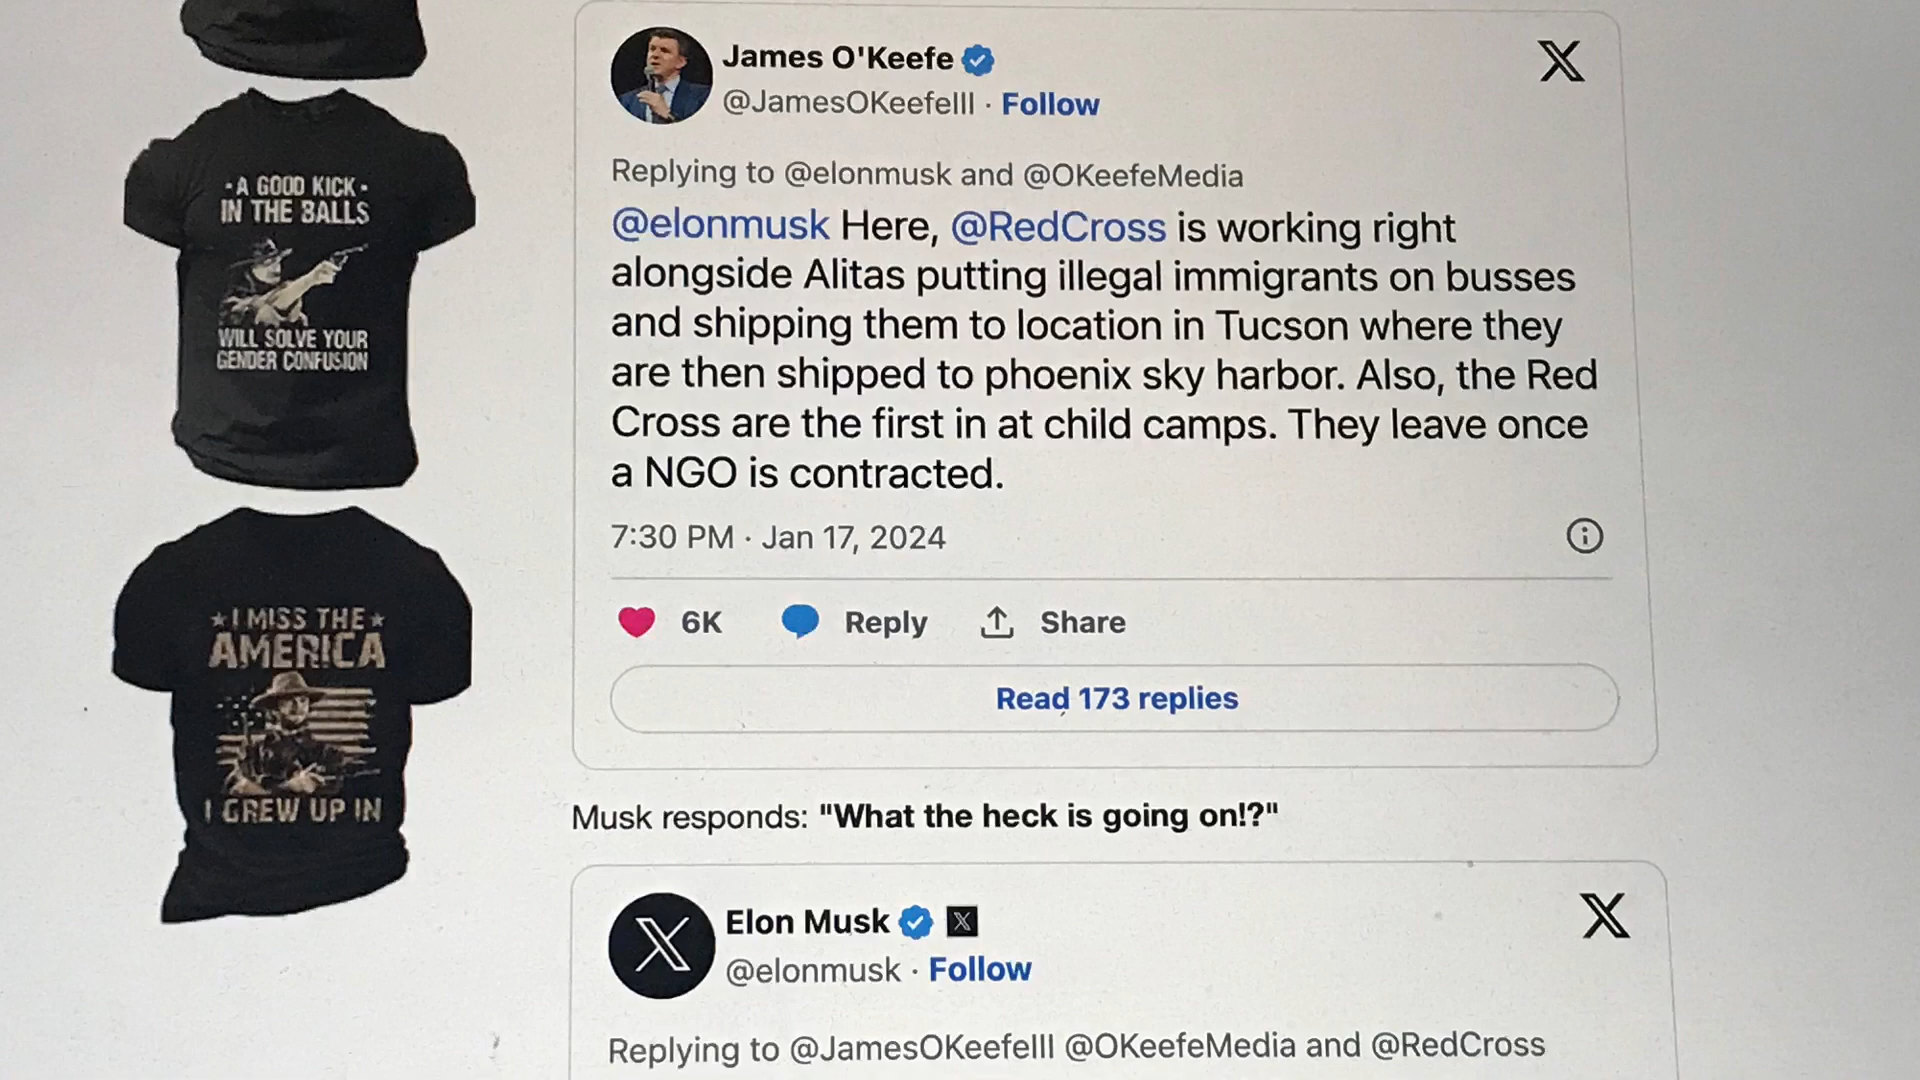 · A GOOD KICK ·
IN THE BALLS
WILL SOLVE YOUR
GENDER CONFUSION
★ I MISS THE ★
AMERICA
I GREW UP IN
James O'Keefe
@JamesOKeefeIII · Follow
Replying to @elonmusk and @OKeefeMedia
@elonmusk Here, @RedCross is working right
alongside Alitas putting illegal immigrants on busses
and shipping them to location in Tucson where they
are then shipped to phoenix sky harbor. Also, the Red
Cross are the first in at child camps. They leave once
a NGO is contracted.
7:30 PM · Jan 17, 2024
6K Reply Share
Read 173 replies
Musk responds: "What the heck is going on!?"
Elon Musk
@elonmusk · Follow
Replying to @JamesOKeefeIII @OKeefeMedia and @RedCross